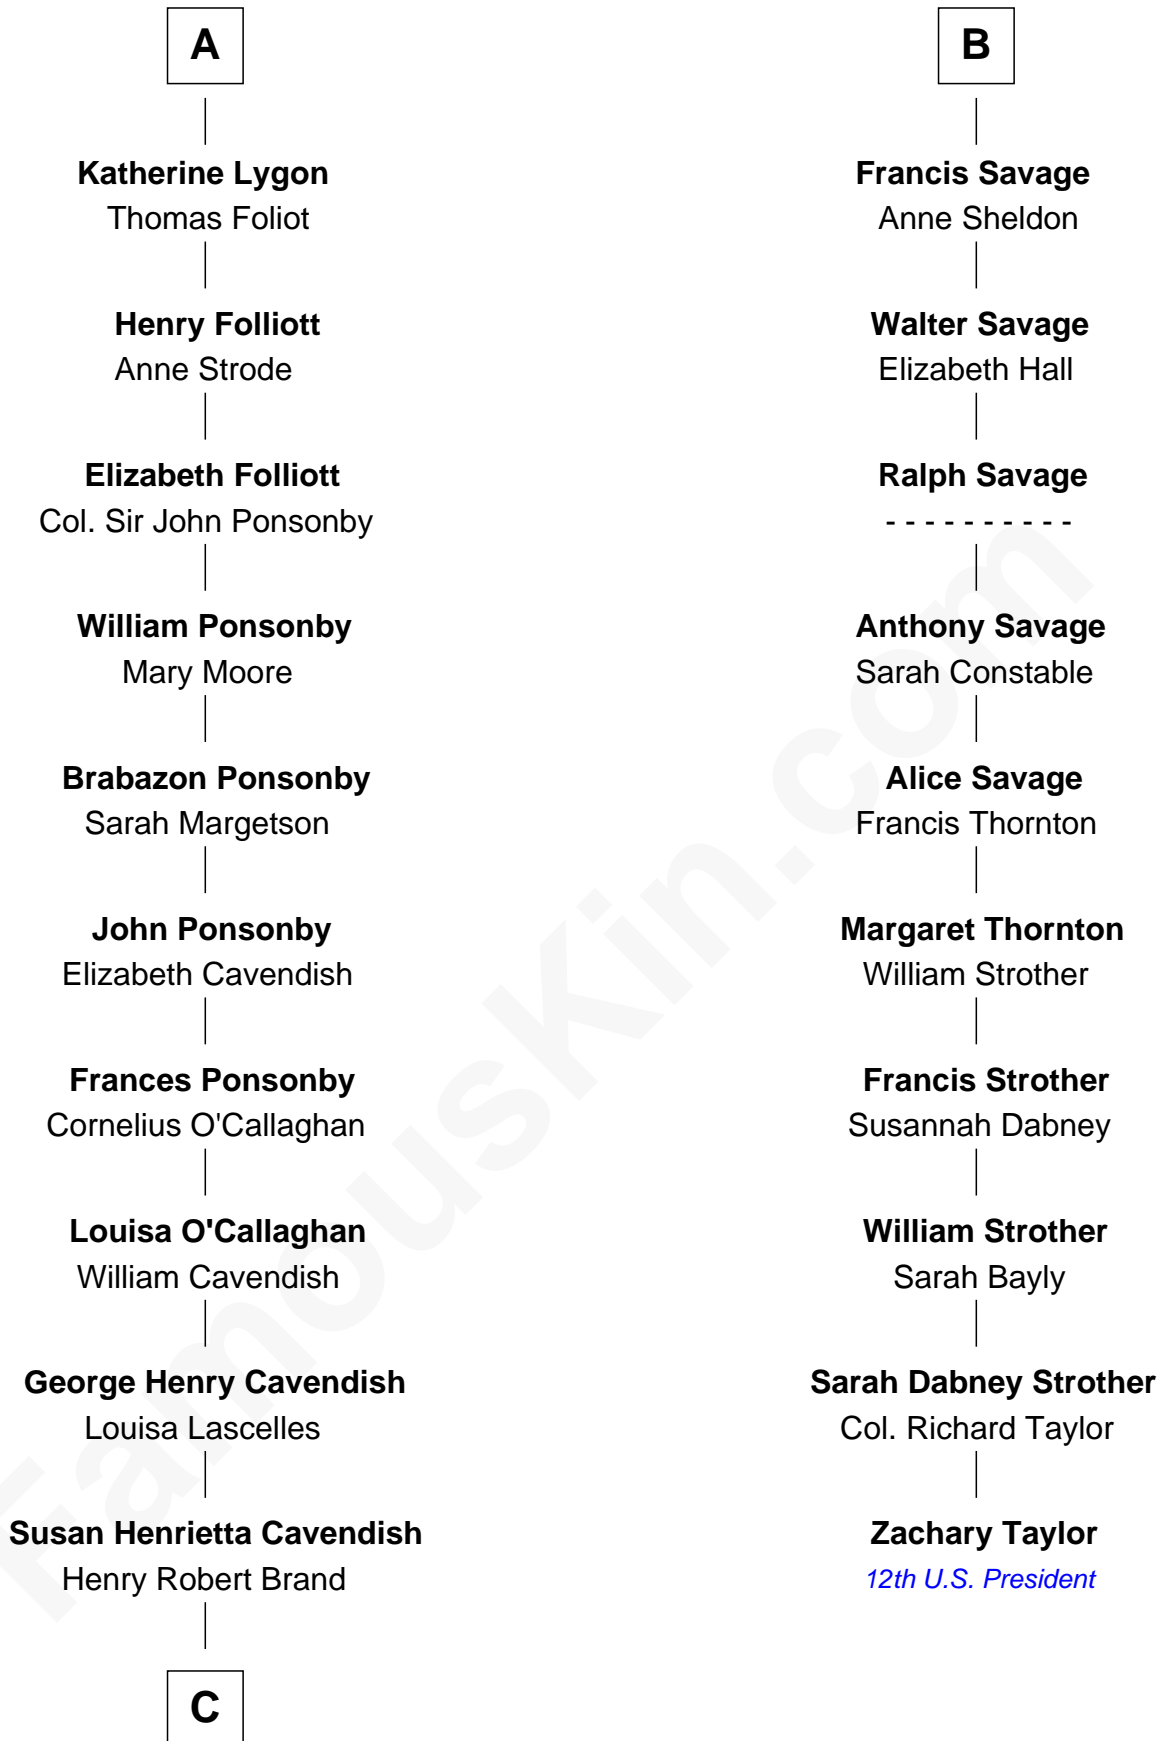 A
Katherine Lygon
Thomas Foliot
Henry Folliott
Anne Strode
Elizabeth Folliott
Col. Sir John Ponsonby
William Ponsonby
Mary Moore
Brabazon Ponsonby
Sarah Margetson
John Ponsonby
Elizabeth Cavendish
Frances Ponsonby
Cornelius O'Callaghan
Louisa O'Callaghan
William Cavendish
George Henry Cavendish
Louisa Lascelles
Susan Henrietta Cavendish
Henry Robert Brand
C
B
Francis Savage
Anne Sheldon
Walter Savage
Elizabeth Hall
Ralph Savage
- - - - - - - - - -
Anthony Savage
Sarah Constable
Alice Savage
Francis Thornton
Margaret Thornton
William Strother
Francis Strother
Susannah Dabney
William Strother
Sarah Bayly
Sarah Dabney Strother
Col. Richard Taylor
Zachary Taylor
12th U.S. President
FamousKin.com